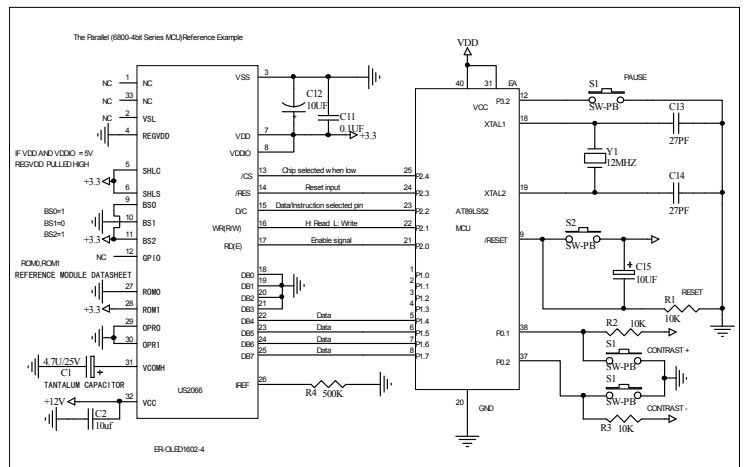 The Parallel (6800-4bit Series MCU)Reference Example
NC 1 NC
NC 33 NC
NC 2 VSL
4 REGVDD
IF VDD AND VDDIO = 5V
REGVDD PULLED HIGH
5 SHLC
+3.3
6 SHLS
9 BS0
BS0=1
BS1=0
BS2=1
10 BS1
+3.3 11 BS2
NC 12 GPIO
ROM0,ROM1
REFERENCE MODULE DATASHEET
27 ROM0
+3.3 28 ROM1
29 OPR0
30 OPR1
4.7U/25V
C1 +
31 VCOMH
TANTALUM CAPACITOR
+12V 32 VCC
C2
10uf
US2066
ER-OLED1602-4
VSS 3
C12
10UF
C11
0.1UF
VDD 7
+3.3
VDDIO 8
/CS 13 Chip selected when low 25 P2.4
/RES 14 Reset input 24 P2.3
D/C 15 Data/Instruction selected pin 23 P2.2
WR(R/W) 16 H: Read L: Write 22 P2.1
RD(E) 17 Enable signal 21 P2.0
DB0 18
DB1 19
DB2 20
DB3 21
DB4 22 Data 5 P1.4
DB5 23 Data 6 P1.5
DB6 24 Data 7 P1.6
DB7 25 Data 8 P1.7
1 P1.0
2 P1.1
3 P1.2
4 P1.3
IREF 26
R4 500K
VDD
40 31 EA
VCC
AT89LS52
MCU
20 GND
P3.2 12
S1
SW-PB
PAUSE
XTAL1 18
C13
27PF
Y1
12MHZ
XTAL2 19
C14
27PF
/RESET 9
S2
SW-PB
+
C15
10UF
R1
10K
RESET
P0.1 38
R2 10K
S1
SW-PB
CONTRAST +
P0.2 37
S1
SW-PB
CONTRAST -
R3 10K